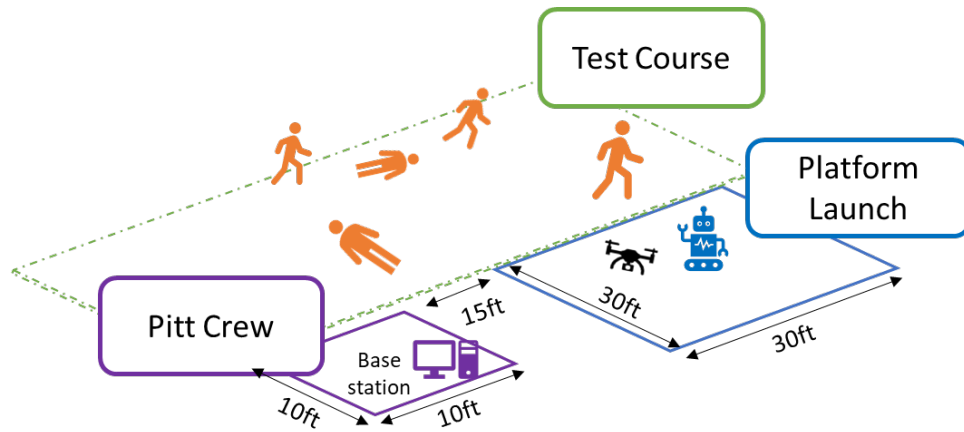 Test Course
Platform
Launch
Pitt Crew
15ft
30ft
30ft
Base
station
10ft
10ft